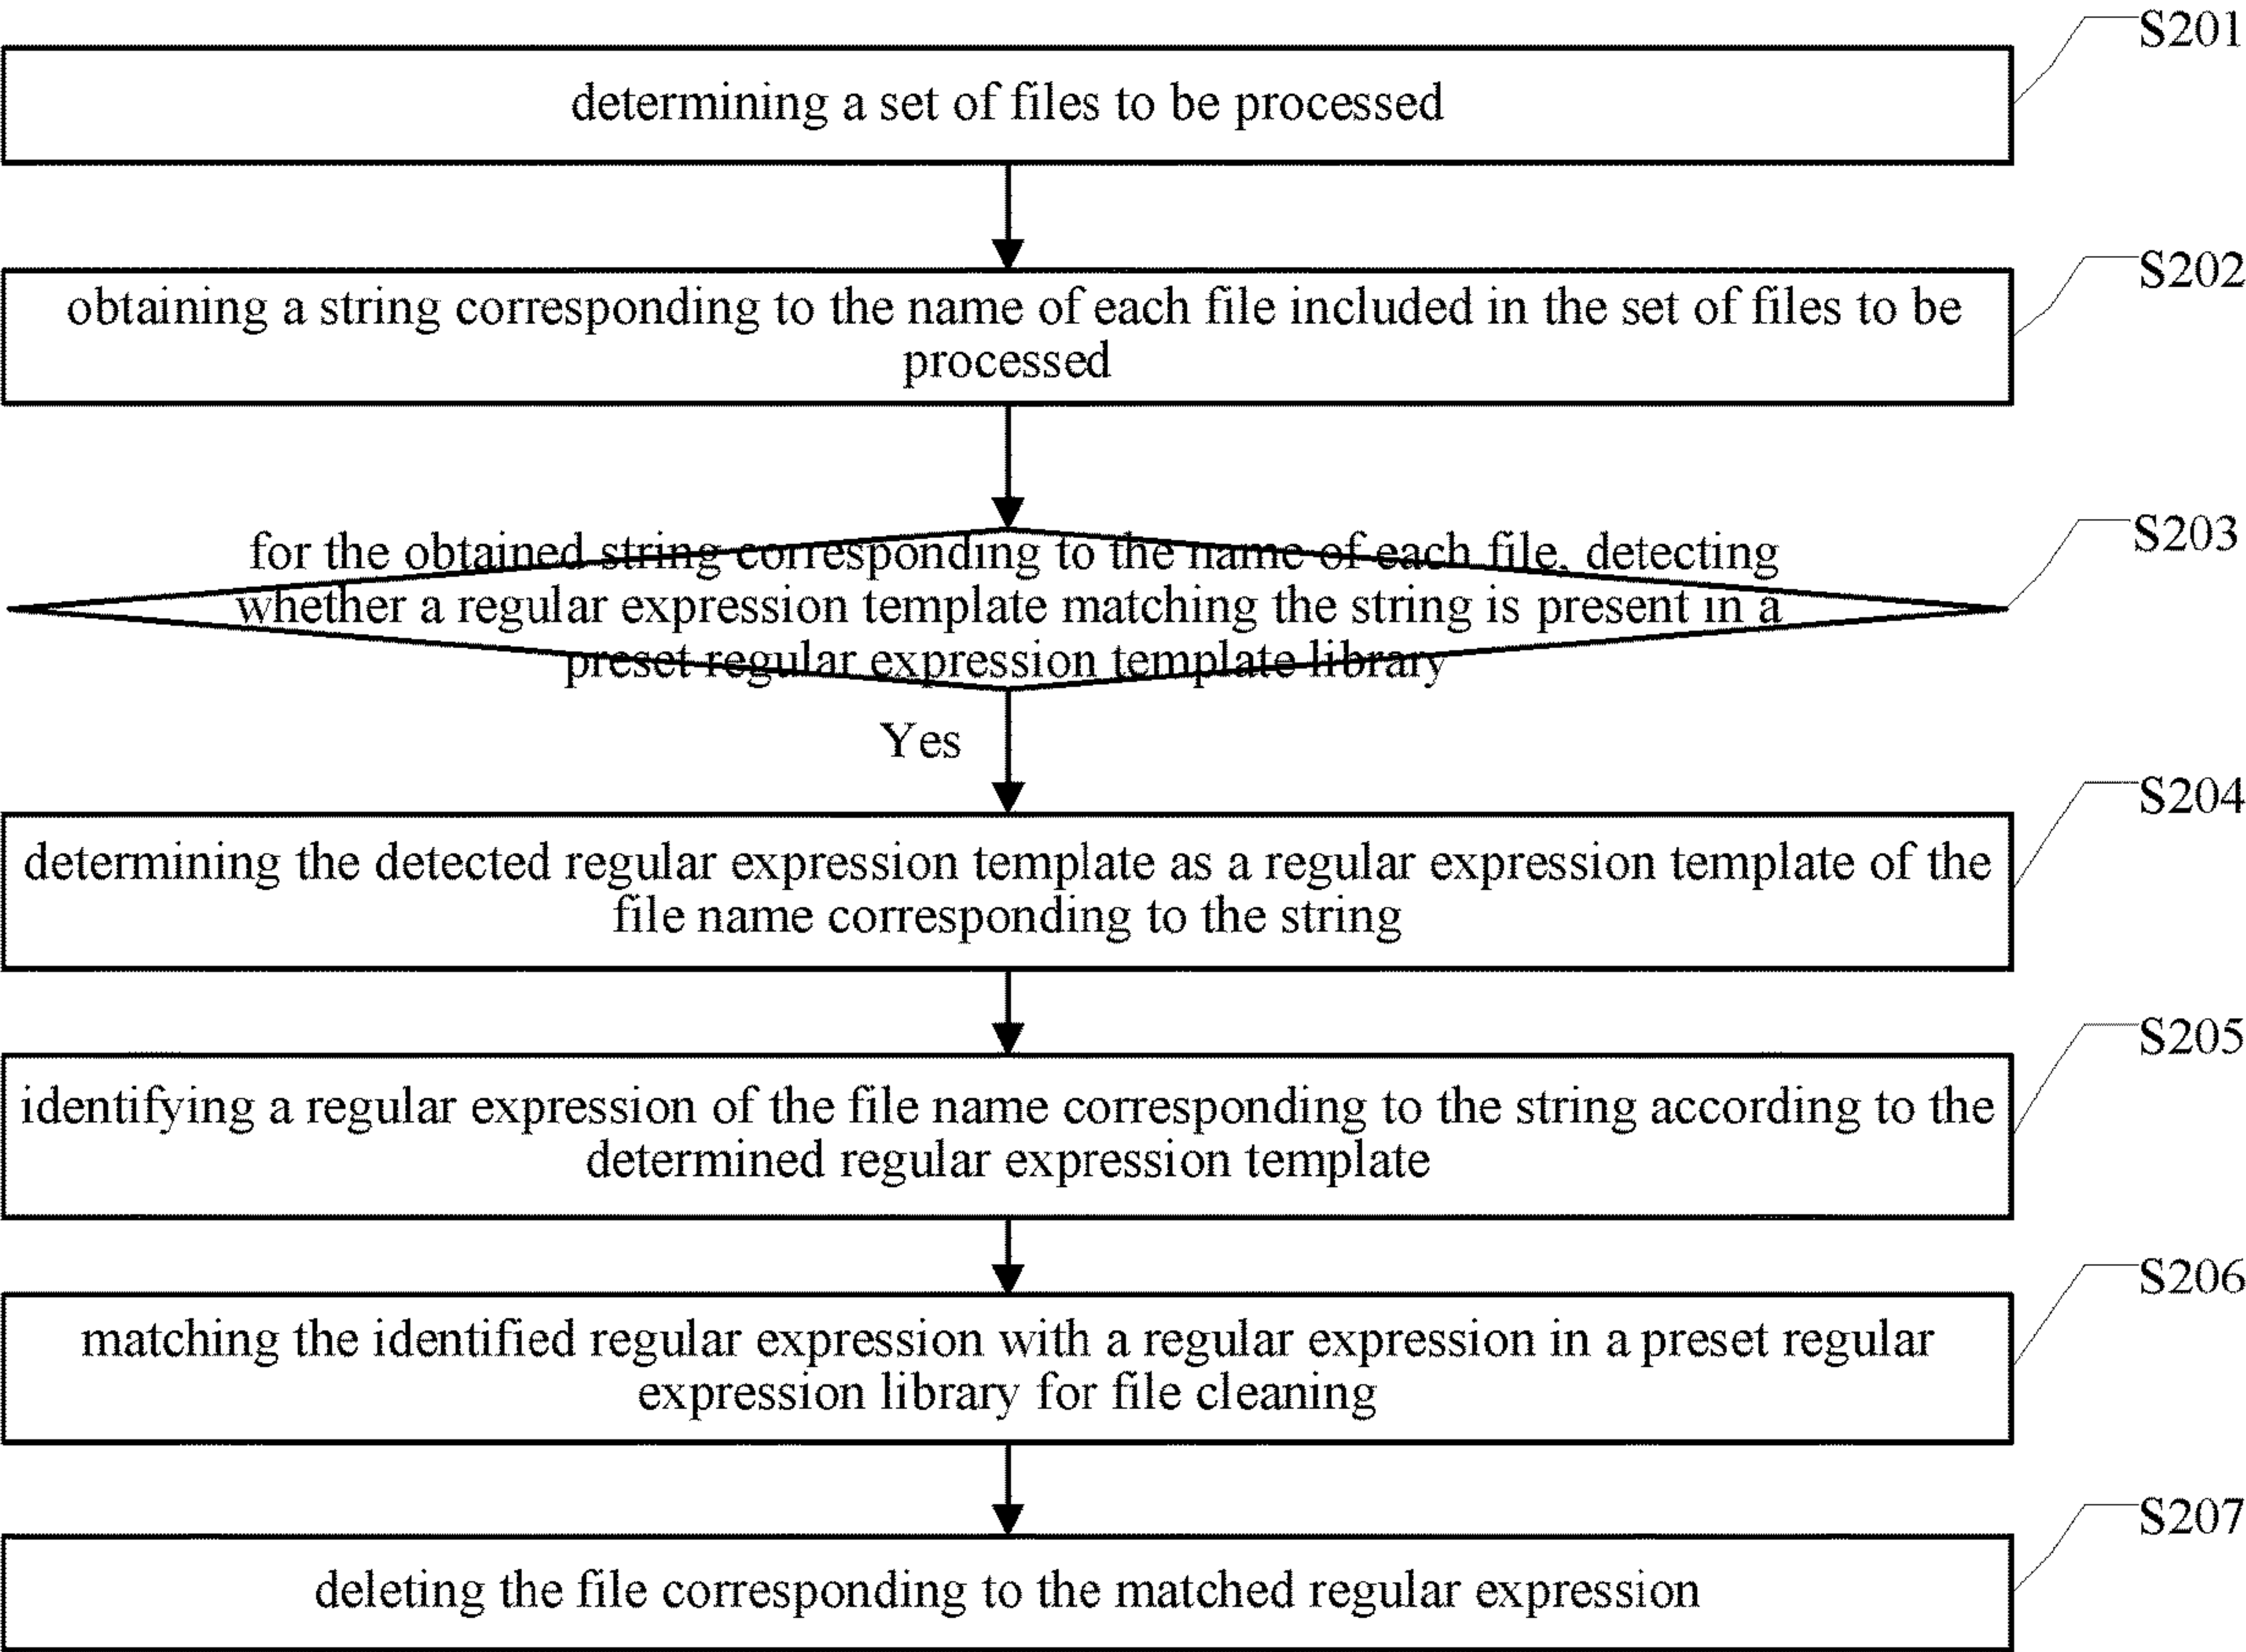 S201
determining a set of files to be processed
S202
obtaining a string corresponding to the name of each file included in the set of files to be
processed
S203
for the obtained string corresponding to the name of each file, detecting
whether a regular expression template matching the string is present in a
preset regular expression template library
Yes
S204
determining the detected regular expression template as a regular expression template of the
file name corresponding to the string
S205
identifying a regular expression of the file name corresponding to the string according to the
determined regular expression template
S206
matching the identified regular expression with a regular expression in a preset regular
expression library for file cleaning
S207
deleting the file corresponding to the matched regular expression